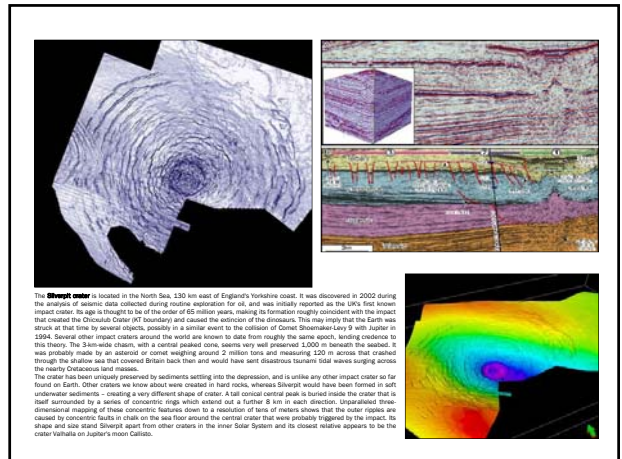 The Silverpit crater is located in the North Sea, 130 km east of England's Yorkshire coast. It was discovered in 2002 during
the analysis of seismic data collected during routine exploration for oil, and was initially reported as the UK's first known
impact crater. Its age is thought to be of the order of 65 million years, making its formation roughly coincident with the impact
that created the Chicxulub Crater (KT boundary) and caused the extinction of the dinosaurs. This may imply that the Earth was
struck at that time by several objects, possibly in a similar event to the collision of Comet Shoemaker-Levy 9 with Jupiter in
1994. Several other impact craters around the world are known to date from roughly the same epoch, lending credence to
this theory. The 3-km-wide chasm, with a central peaked cone, seems very well preserved 1,000 m beneath the seabed. It
was probably made by an asteroid or comet weighing around 2 million tons and measuring 120 m across that crashed
through the shallow sea that covered Britain back then and would have sent disastrous tsunami tidal waves surging across
the nearby Cretaceous land masses.
The crater has been uniquely preserved by sediments settling into the depression, and is unlike any other impact crater so far
found on Earth. Other craters we know about were created in hard rocks, whereas Silverpit would have been formed in soft
underwater sediments – creating a very different shape of crater. A tall conical central peak is buried inside the crater that is
itself surrounded by a series of concentric rings which extend out a further 8 km in each direction. Unparalleled three-
dimensional mapping of these concentric features down to a resolution of tens of meters shows that the outer ripples are
caused by concentric faults in chalk on the sea floor around the central crater that were probably triggered by the impact. Its
shape and size stand Silverpit apart from other craters in the inner Solar System and its closest relative appears to be the
crater Valhalla on Jupiter's moon Callisto.